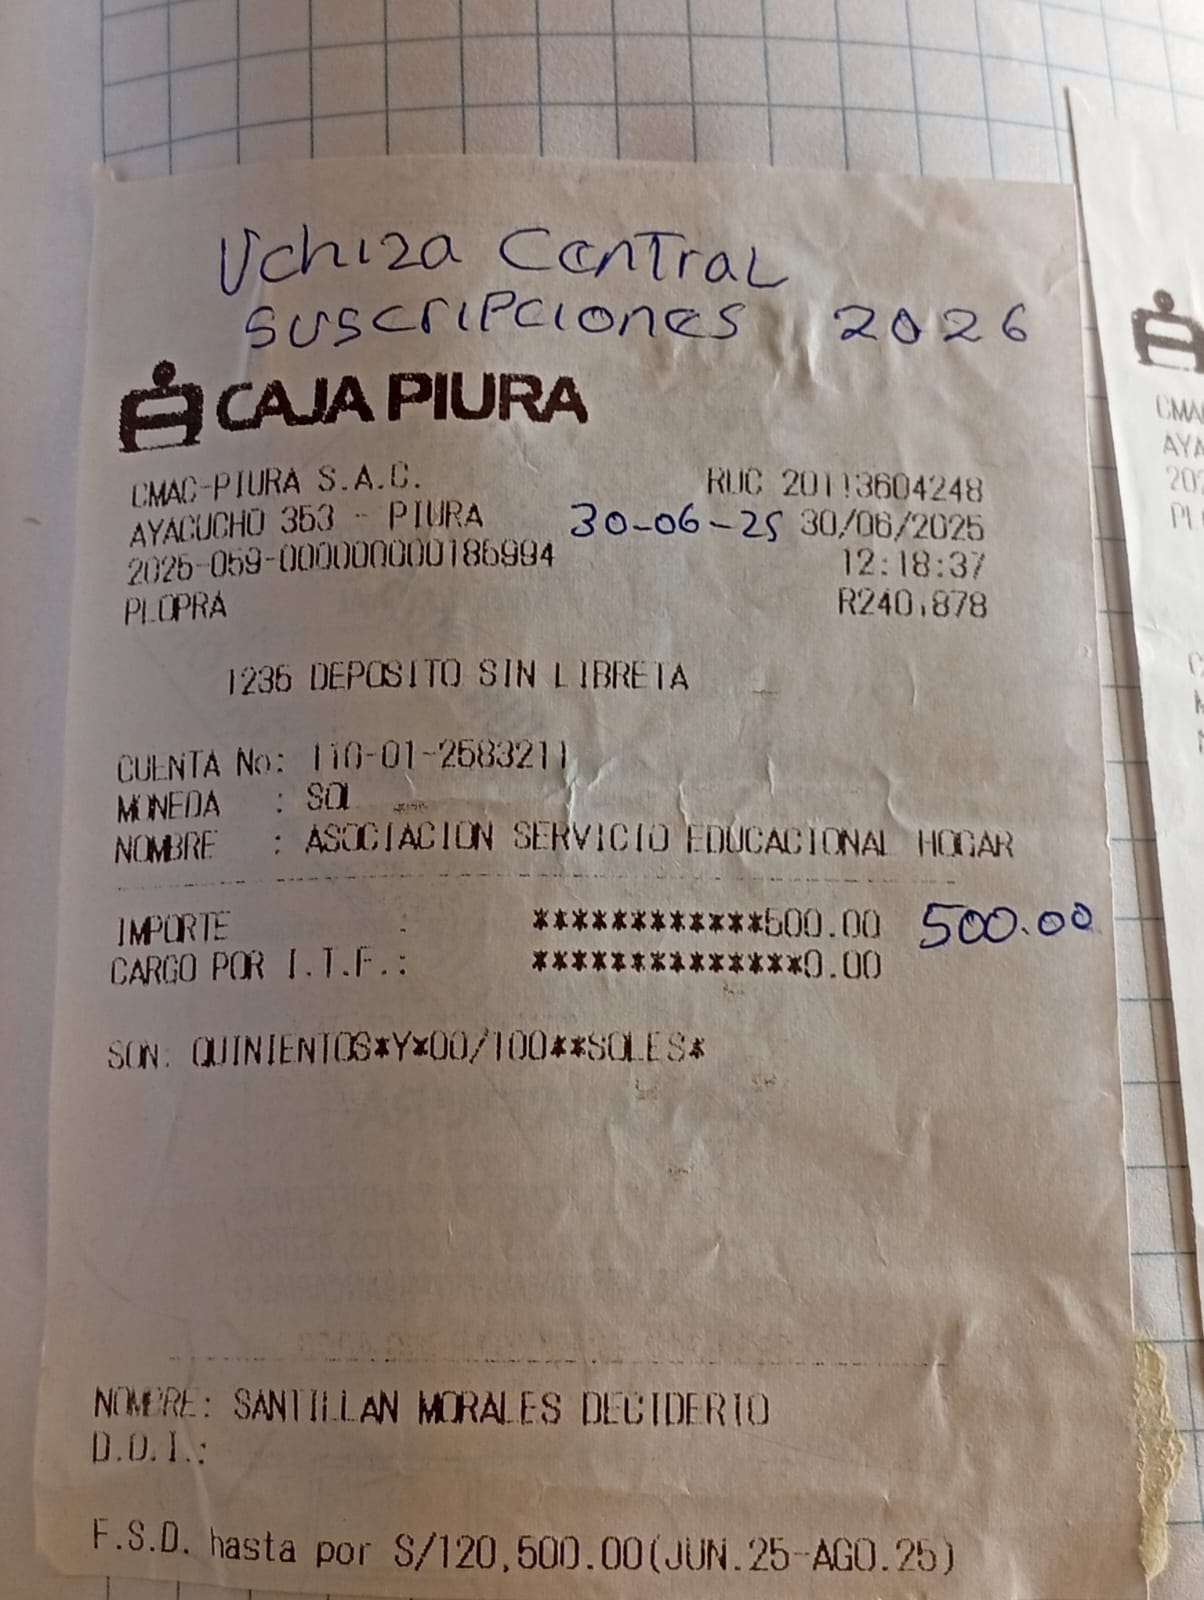 Uchiza Central
suscripciones 2026
CAJA PIURA
CMAC-PIURA S.A.C. RUC 20113604248
AYACUCHO 353 - PIURA 30-06-25 30/06/2025
2025-059-000000000186994 12:18:37
PLOPRA R240.878
1235 DEPOSITO SIN LIBRETA
CUENTA No: 110-01-2583211
MONEDA : SOL
NOMBRE : ASOCIACION SERVICIO EDUCACIONAL HOGAR
IMPORTE : ************500.00 500.00
CARGO POR I.T.F.: **************0.00
SON: QUINIENTOS*Y*00/100**SOLES*
NOMBRE: SANTILLAN MORALES DECIDERIO
D.O.I.:
F.S.D. hasta por S/120,500.00(JUN.25-AGO.25)